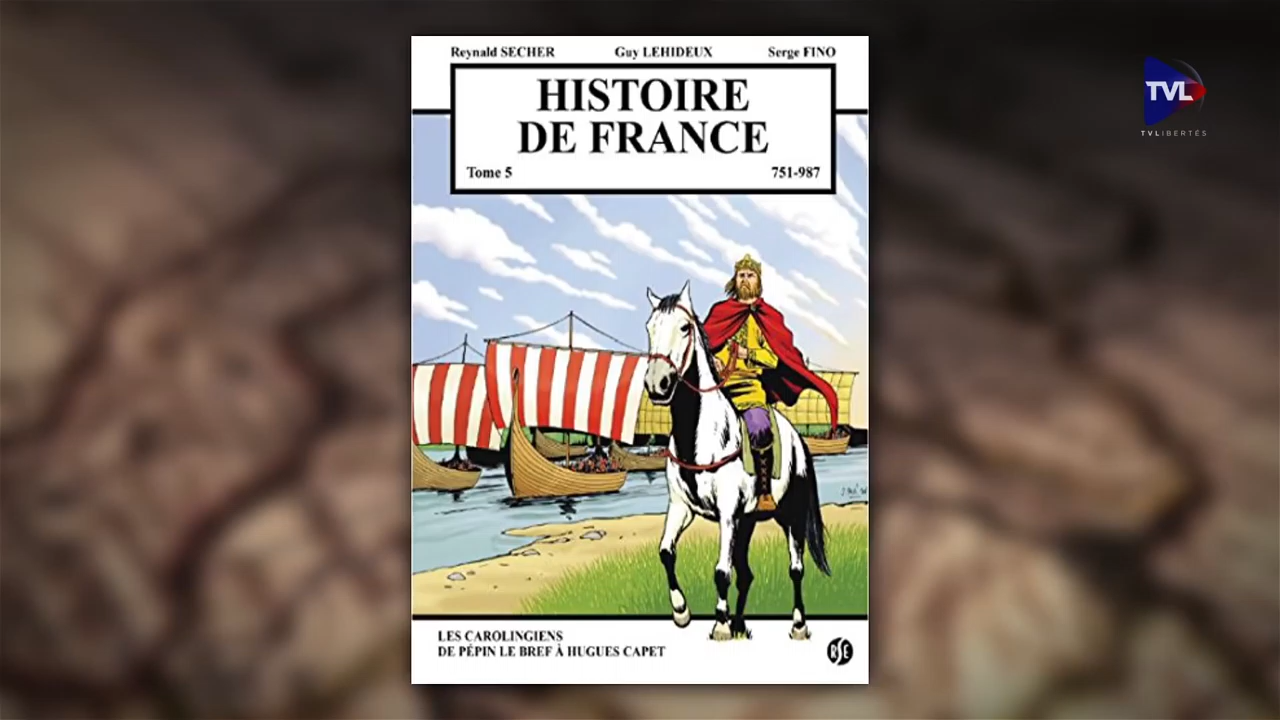 Reynald SECHER Guy LEHIDEUX Serge FINO
HISTOIRE
DE FRANCE
Tome 5 751-987
TVL
TVLIBERTÉS
LES CAROLINGIENS
DE PÉPIN LE BREF À HUGUES CAPET
RSE